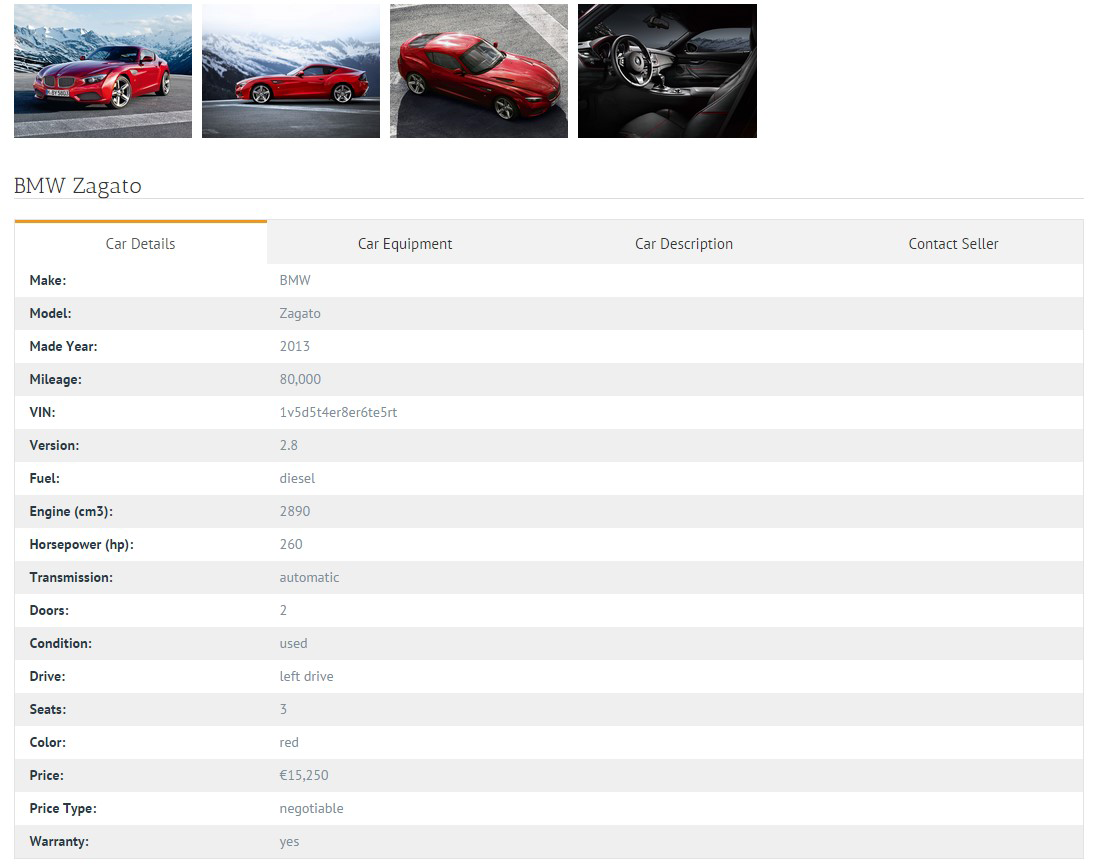 BMW Zagato
Car Details Car Equipment Car Description Contact Seller
Make: BMW
Model: Zagato
Made Year: 2013
Mileage: 80,000
VIN: 1v5d5t4er8er6te5rt
Version: 2.8
Fuel: diesel
Engine (cm3): 2890
Horsepower (hp): 260
Transmission: automatic
Doors: 2
Condition: used
Drive: left drive
Seats: 3
Color: red
Price: €15,250
Price Type: negotiable
Warranty: yes